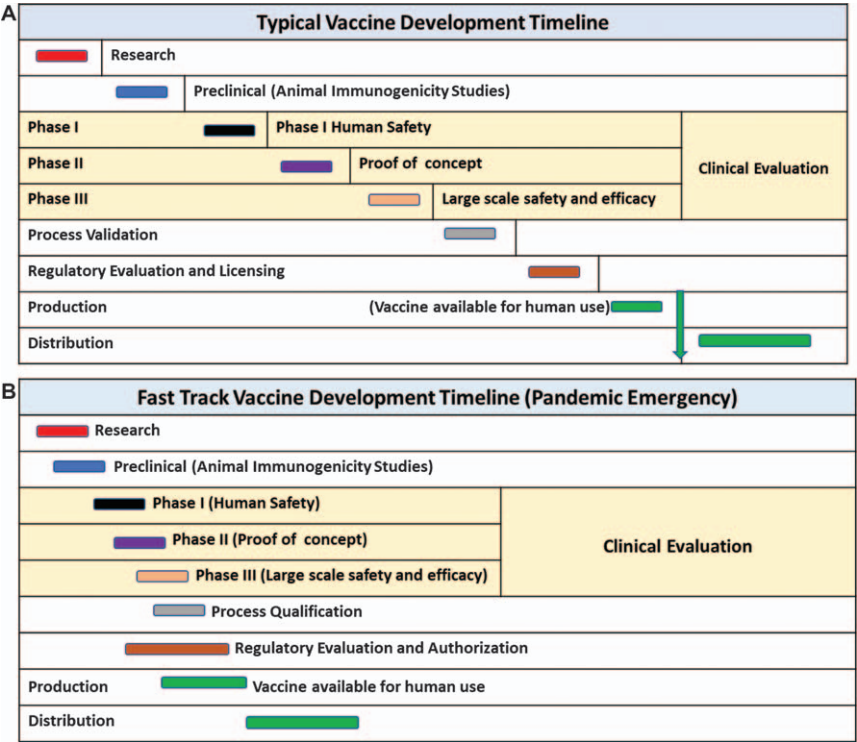 A
Typical Vaccine Development Timeline
Research
Preclinical (Animal Immunogenicity Studies)
Phase I
Phase I Human Safety
Phase II
Proof of concept
Clinical Evaluation
Phase III
Large scale safety and efficacy
Process Validation
Regulatory Evaluation and Licensing
Production
(Vaccine available for human use)
Distribution
B
Fast Track Vaccine Development Timeline (Pandemic Emergency)
Research
Preclinical (Animal Immunogenicity Studies)
Phase I (Human Safety)
Phase II (Proof of concept)
Clinical Evaluation
Phase III (Large scale safety and efficacy)
Process Qualification
Regulatory Evaluation and Authorization
Production
Vaccine available for human use
Distribution